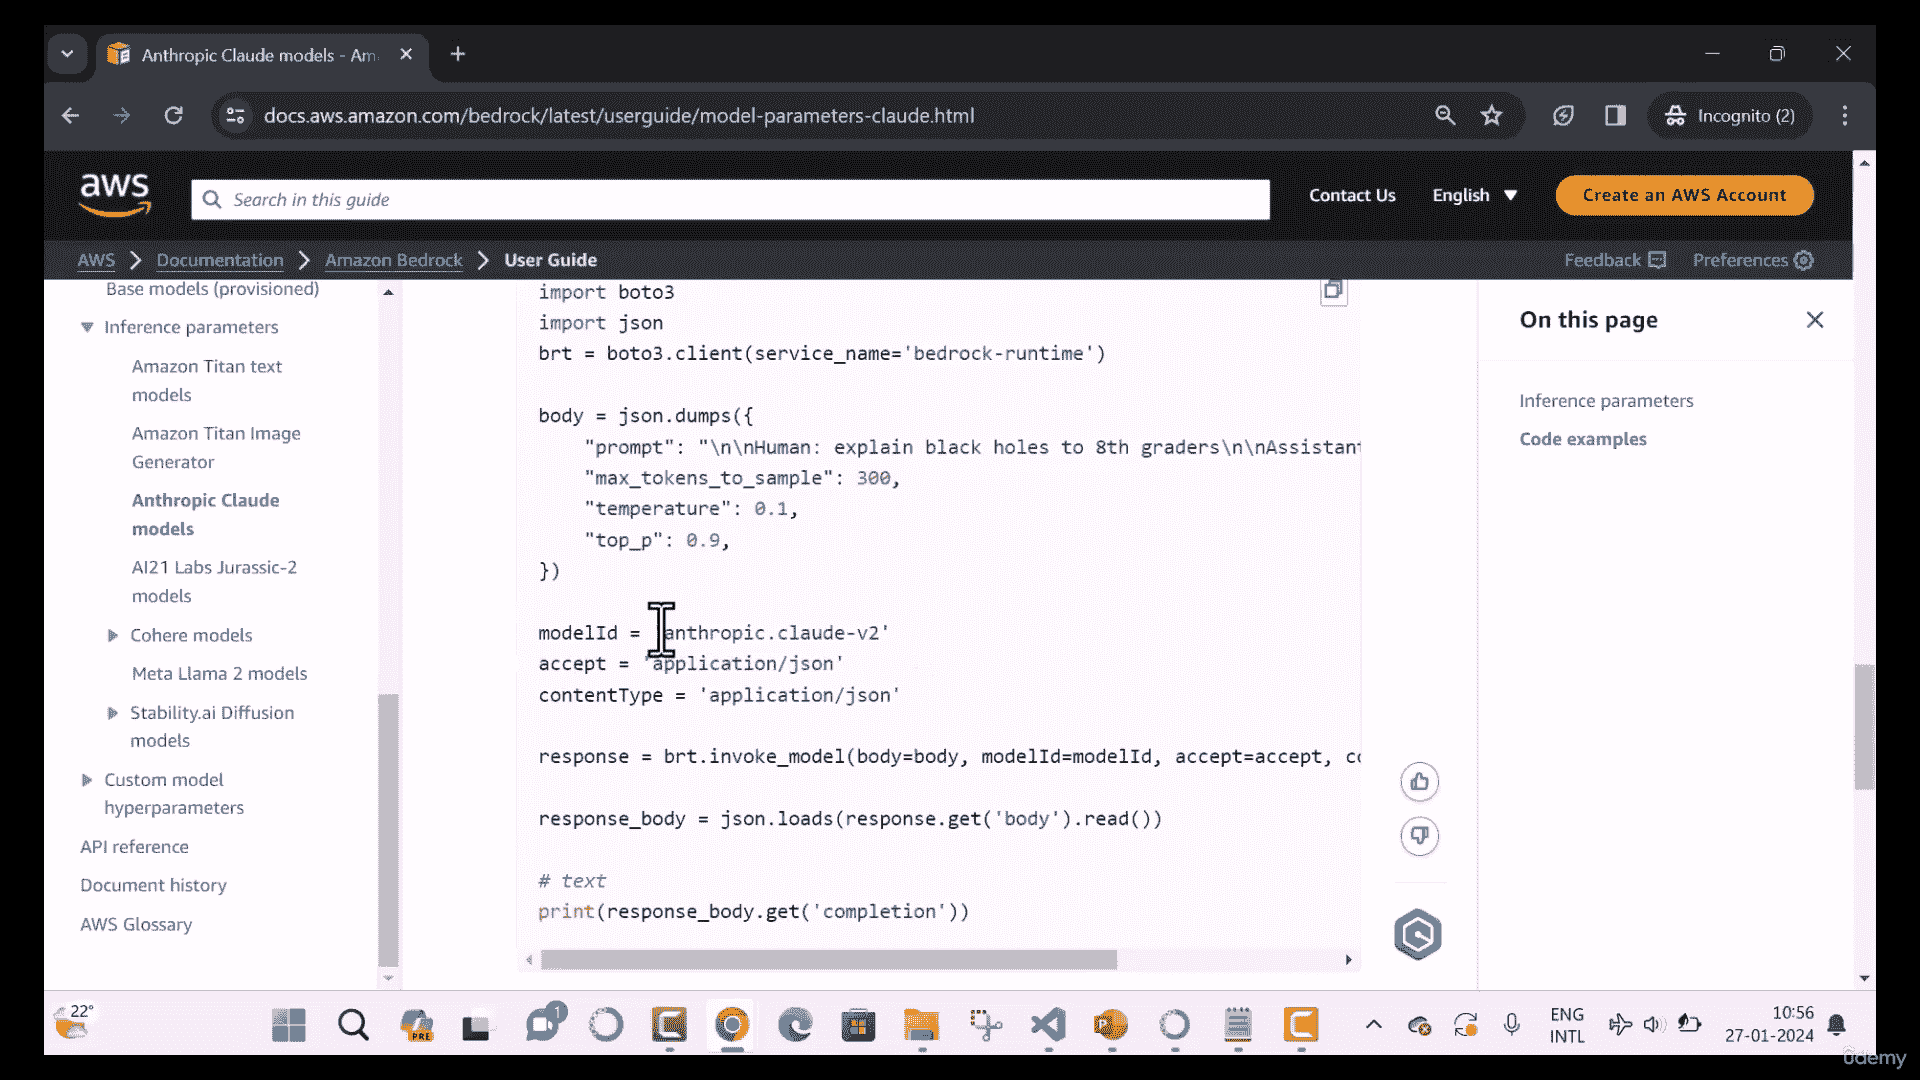 Anthropic Claude models - Am
docs.aws.amazon.com/bedrock/latest/userguide/model-parameters-claude.html
Incognito (2)
aws
Search in this guide
Contact Us
English
Create an AWS Account
AWS
Documentation
Amazon Bedrock
User Guide
Feedback
Preferences
Base models (provisioned)
Inference parameters
Amazon Titan text
models
Amazon Titan Image
Generator
Anthropic Claude
models
AI21 Labs Jurassic-2
models
Cohere models
Meta Llama 2 models
Stability.ai Diffusion
models
Custom model
hyperparameters
API reference
Document history
AWS Glossary
import boto3
import json
brt = boto3.client(service_name='bedrock-runtime')
body = json.dumps({
"prompt": "\n\nHuman: explain black holes to 8th graders\n\nAssistant
"max_tokens_to_sample": 300,
"temperature": 0.1,
"top_p": 0.9,
})
modelId = 'anthropic.claude-v2'
accept = 'application/json'
contentType = 'application/json'
response = brt.invoke_model(body=body, modelId=modelId, accept=accept, co
response_body = json.loads(response.get('body').read())
# text
print(response_body.get('completion'))
On this page
Inference parameters
Code examples
22°
PRE
1
ENG
INTL
10:56
27-01-2024
udemy